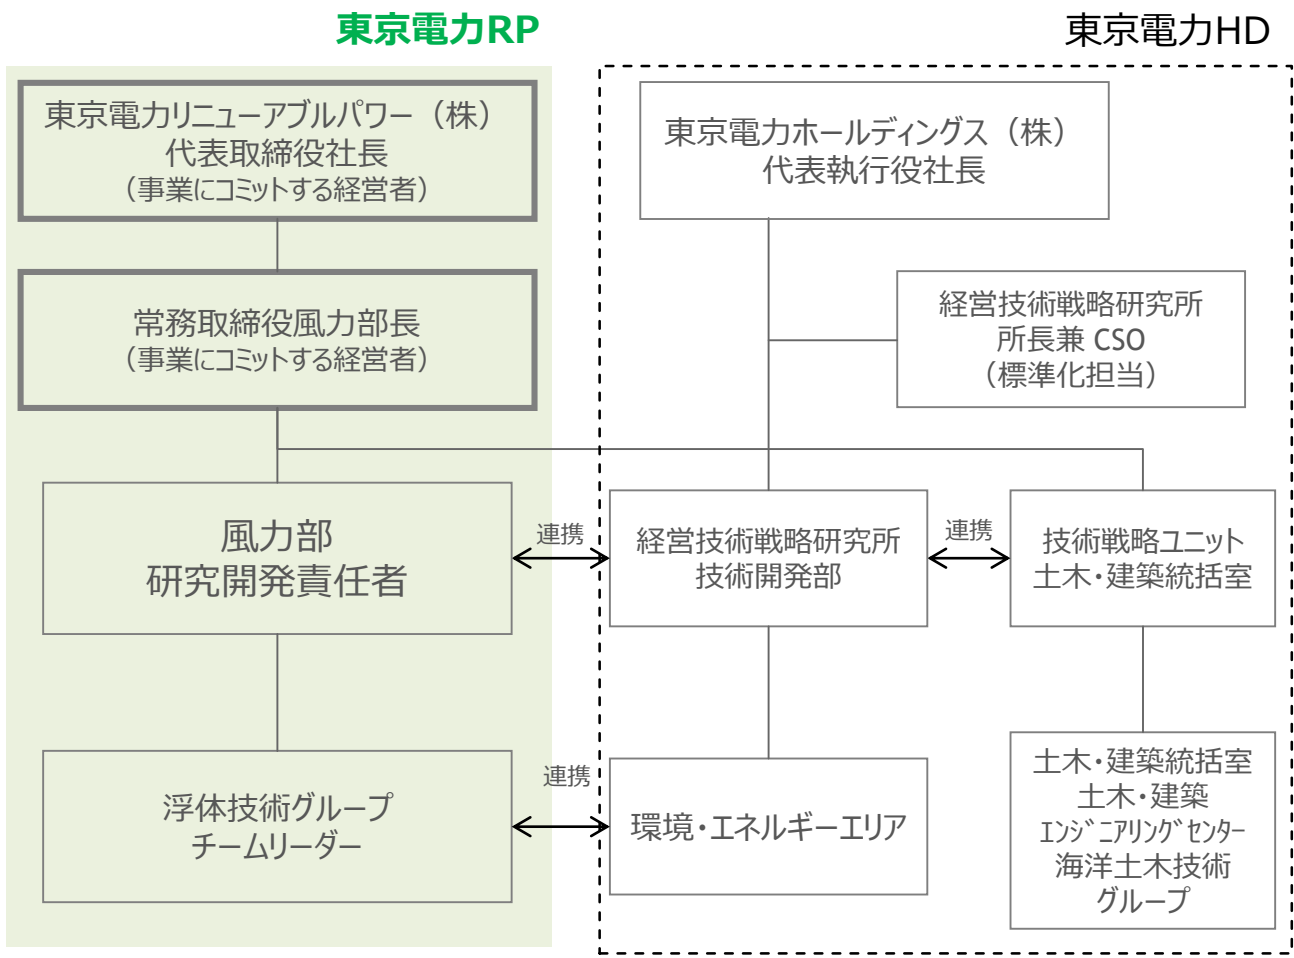 東京電力RP
東京電力HD
東京電力リニューアブルパワー（株）
代表取締役社長
（事業にコミットする経営者）
東京電力ホールディングス（株）
代表執行役社長
常務取締役風力部長
（事業にコミットする経営者）
経営技術戦略研究所
所長兼 CSO
（標準化担当）
風力部
研究開発責任者
連携
経営技術戦略研究所
技術開発部
連携
技術戦略ユニット
土木・建築統括室
浮体技術グループ
チームリーダー
連携
環境・エネルギーエリア
土木・建築統括室
土木・建築
ｴﾝｼﾞﾆｱﾘﾝｸﾞｾﾝﾀｰ
海洋土木技術
グループ